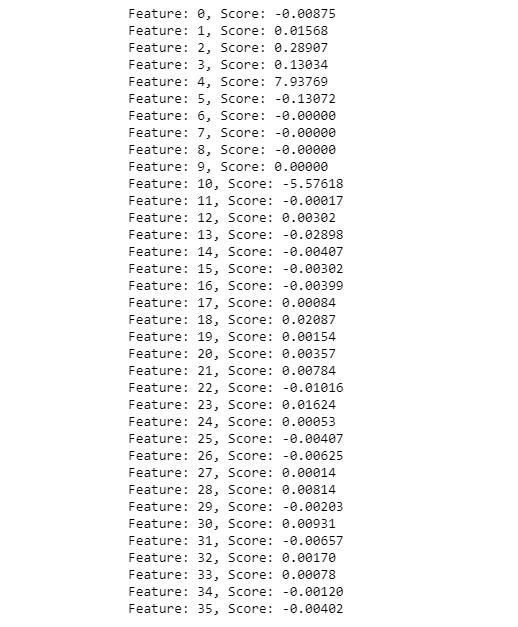 Feature: 0, Score: -0.00875
Feature: 1, Score: 0.01568
Feature: 2, Score: 0.28907
Feature: 3, Score: 0.13034
Feature: 4, Score: 7.93769
Feature: 5, Score: -0.13072
Feature: 6, Score: -0.00000
Feature: 7, Score: -0.00000
Feature: 8, Score: -0.00000
Feature: 9, Score: 0.00000
Feature: 10, Score: -5.57618
Feature: 11, Score: -0.00017
Feature: 12, Score: 0.00302
Feature: 13, Score: -0.02898
Feature: 14, Score: -0.00407
Feature: 15, Score: -0.00302
Feature: 16, Score: -0.00399
Feature: 17, Score: 0.00084
Feature: 18, Score: 0.02087
Feature: 19, Score: 0.00154
Feature: 20, Score: 0.00357
Feature: 21, Score: 0.00784
Feature: 22, Score: -0.01016
Feature: 23, Score: 0.01624
Feature: 24, Score: 0.00053
Feature: 25, Score: -0.00407
Feature: 26, Score: -0.00625
Feature: 27, Score: 0.00014
Feature: 28, Score: 0.00814
Feature: 29, Score: -0.00203
Feature: 30, Score: 0.00931
Feature: 31, Score: -0.00657
Feature: 32, Score: 0.00170
Feature: 33, Score: 0.00078
Feature: 34, Score: -0.00120
Feature: 35, Score: -0.00402